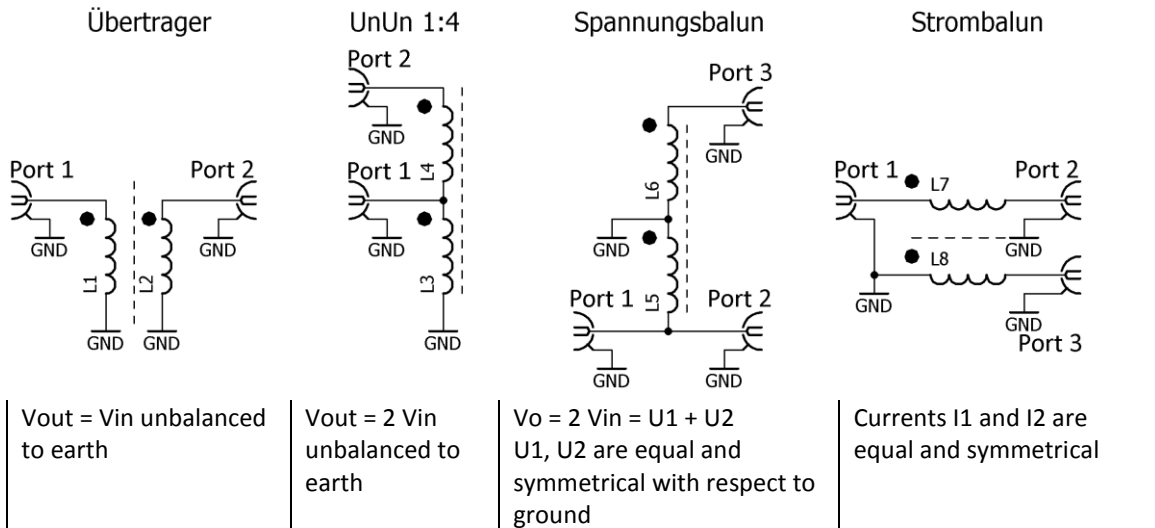 Übertrager
UnUn 1:4
Spannungsbalun
Strombalun
Port 1
Port 2
GND
GND
L1
L2
GND
GND
Port 2
GND
L4
Port 1
GND
L3
GND
Port 3
GND
L6
GND
L5
Port 1
Port 2
GND
GND
Port 1
L7
Port 2
GND
L8
GND
GND
Port 3
Vout = Vin unbalanced
to earth
Vout = 2 Vin
unbalanced to
earth
Vo = 2 Vin = U1 + U2
U1, U2 are equal and
symmetrical with respect to
ground
Currents I1 and I2 are
equal and symmetrical